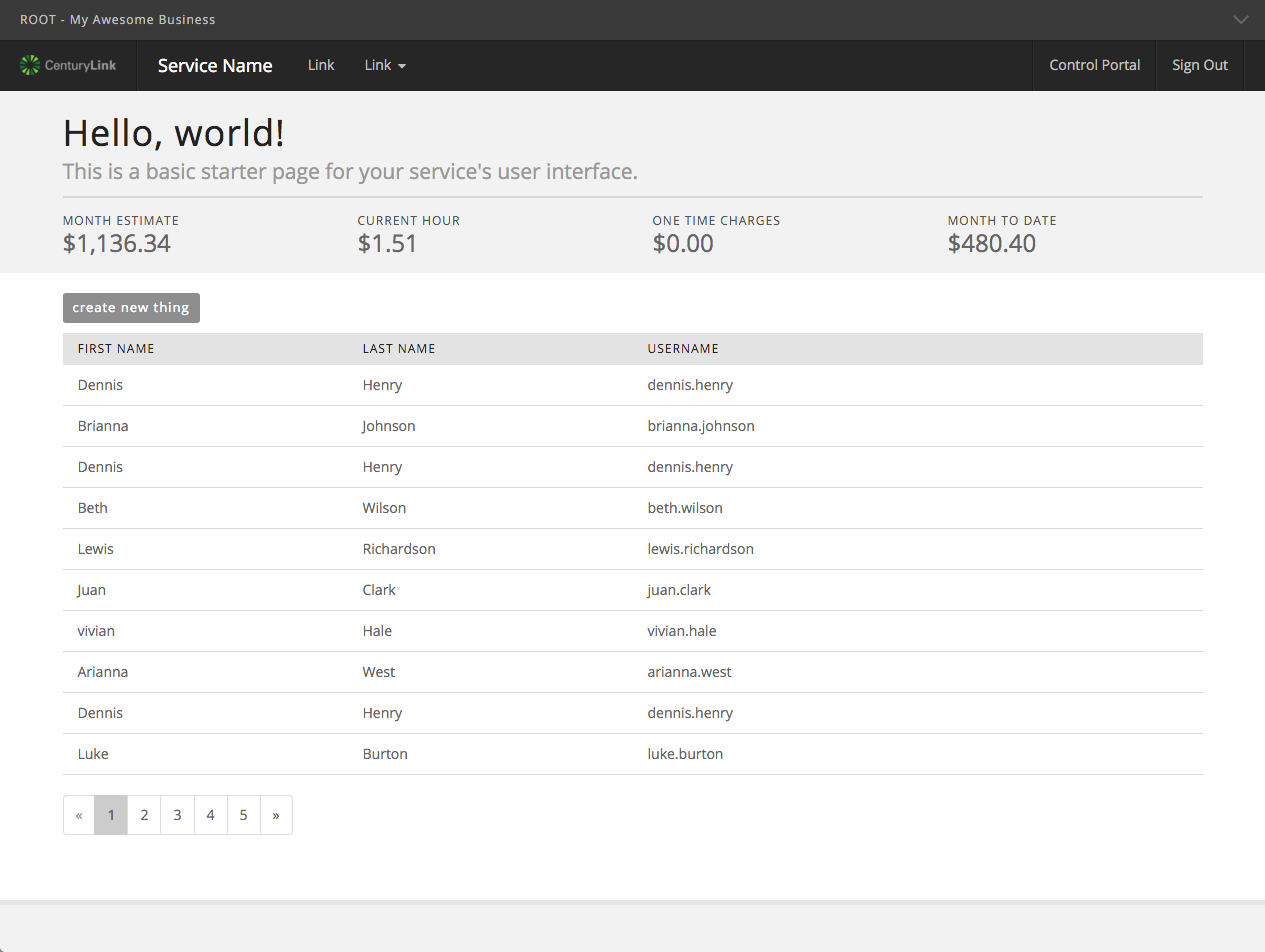 ROOT - My Awesome Business
CenturyLink Service Name Link Link Control Portal Sign Out
Hello, world!
This is a basic starter page for your service's user interface.
MONTH ESTIMATE CURRENT HOUR ONE TIME CHARGES MONTH TO DATE
$1,136.34 $1.51 $0.00 $480.40
create new thing
FIRST NAME LAST NAME USERNAME
Dennis Henry dennis.henry
Brianna Johnson brianna.johnson
Dennis Henry dennis.henry
Beth Wilson beth.wilson
Lewis Richardson lewis.richardson
Juan Clark juan.clark
vivian Hale vivian.hale
Arianna West arianna.west
Dennis Henry dennis.henry
Luke Burton luke.burton
« 1 2 3 4 5 »